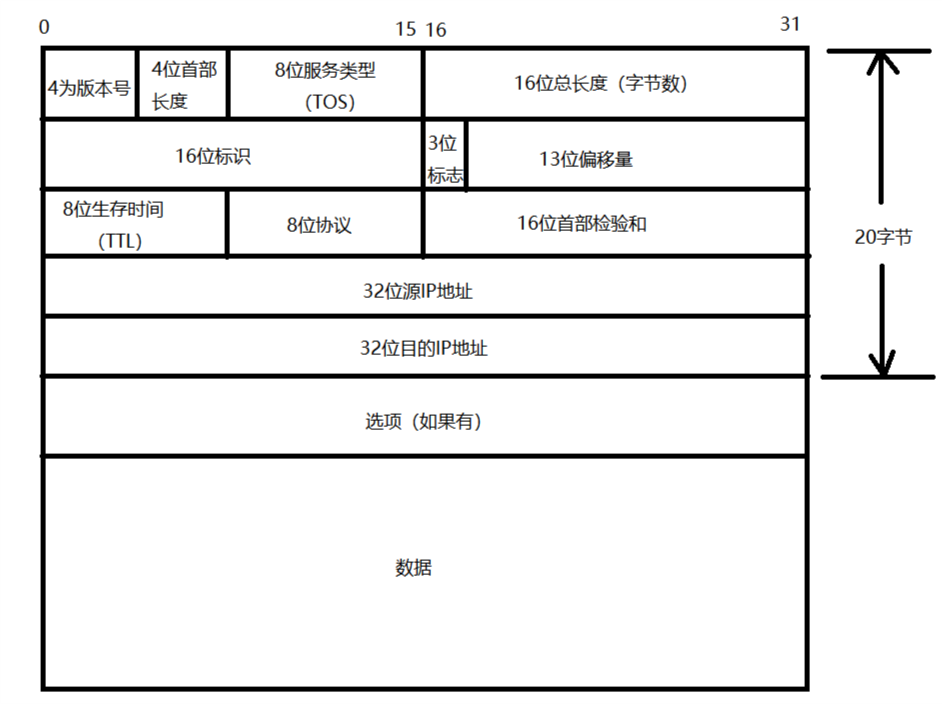 0
15 16
31
4为版本号
4位首部
长度
8位服务类型
（TOS）
16位总长度（字节数）
16位标识
3位
标志
13位偏移量
8位生存时间
（TTL）
8位协议
16位首部检验和
20字节
32位源IP地址
32位目的IP地址
选项（如果有）
数据